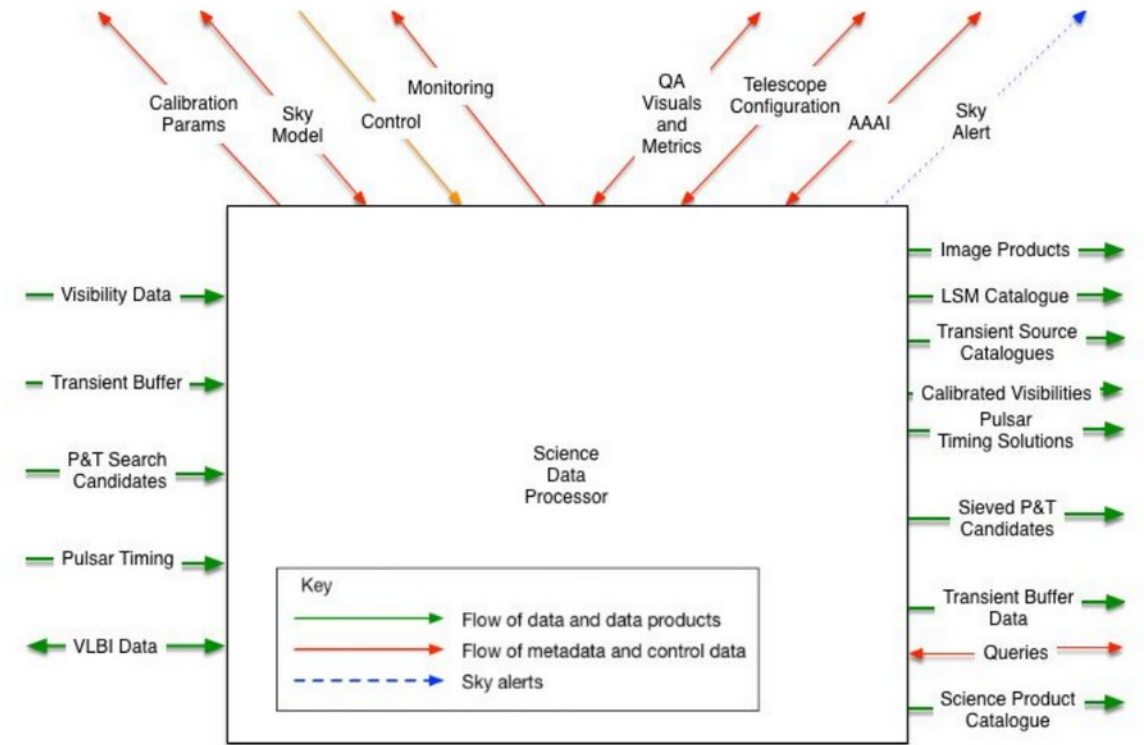 Calibration
Params
Sky
Model
Control
Monitoring
QA
Visuals
and
Metrics
Telescope
Configuration
AAAI
Sky
Alert
Visibility Data
Transient Buffer
P&T Search
Candidates
Pulsar Timing
VLBI Data
Science
Data
Processor
Image Products
LSM Catalogue
Transient Source
Catalogues
Calibrated Visibilities
Pulsar
Timing Solutions
Sieved P&T
Candidates
Transient Buffer
Data
Queries
Science Product
Catalogue
Key
Flow of data and data products
Flow of metadata and control data
Sky alerts